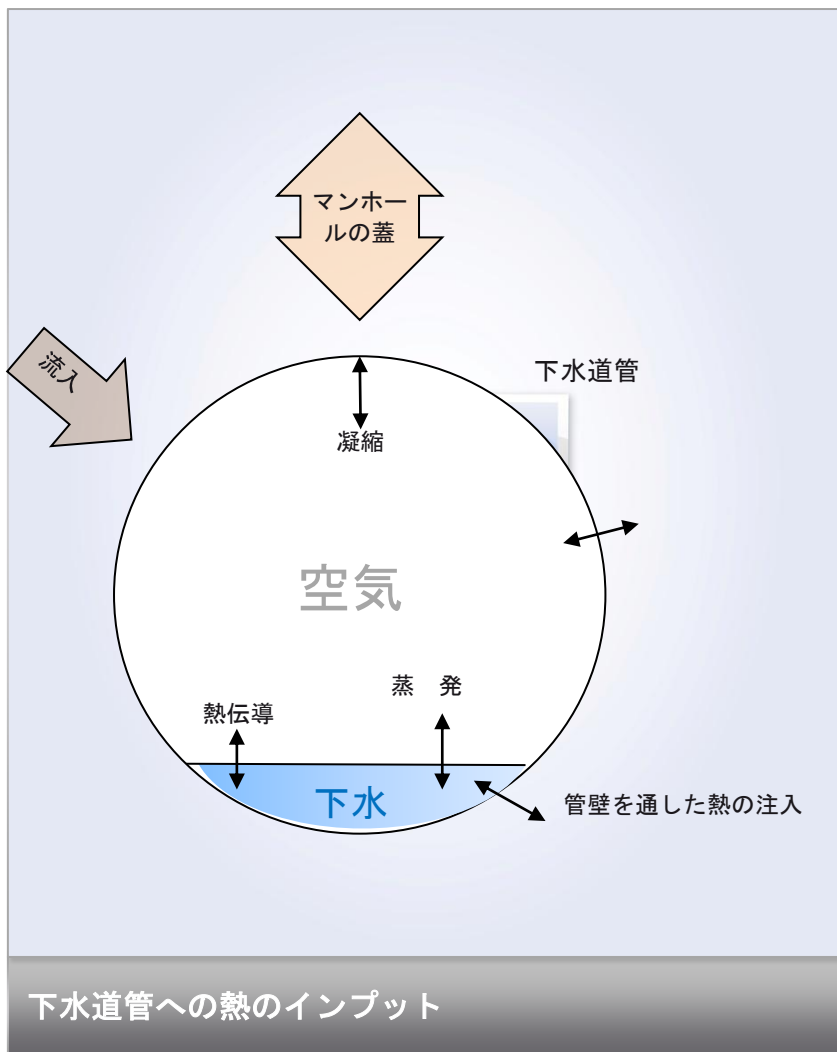 マンホー
ルの蓋
流入
下水道管
凝縮
空気
蒸　発
熱伝導
下水
管壁を通した熱の注入
下水道管への熱のインプット